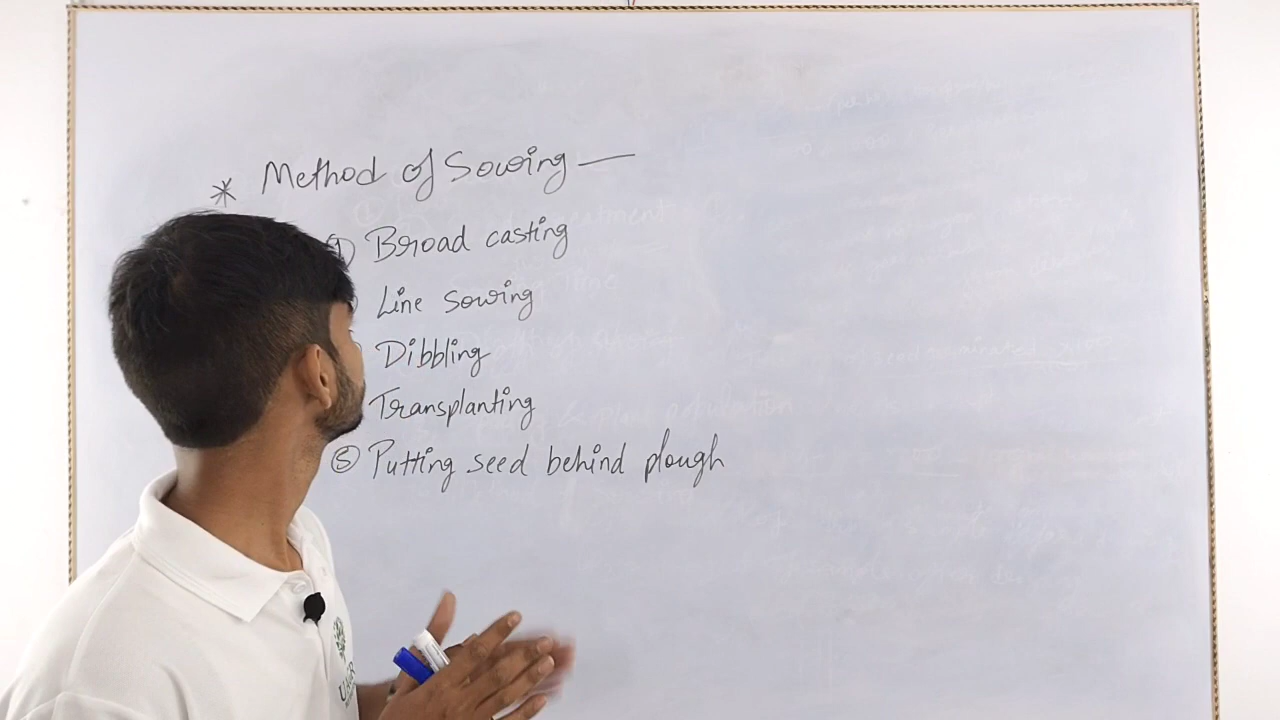 * Method of Sowing —
① Broad casting
Line Sowing
Dibbling
Transplanting
⑤ Putting seed behind plough